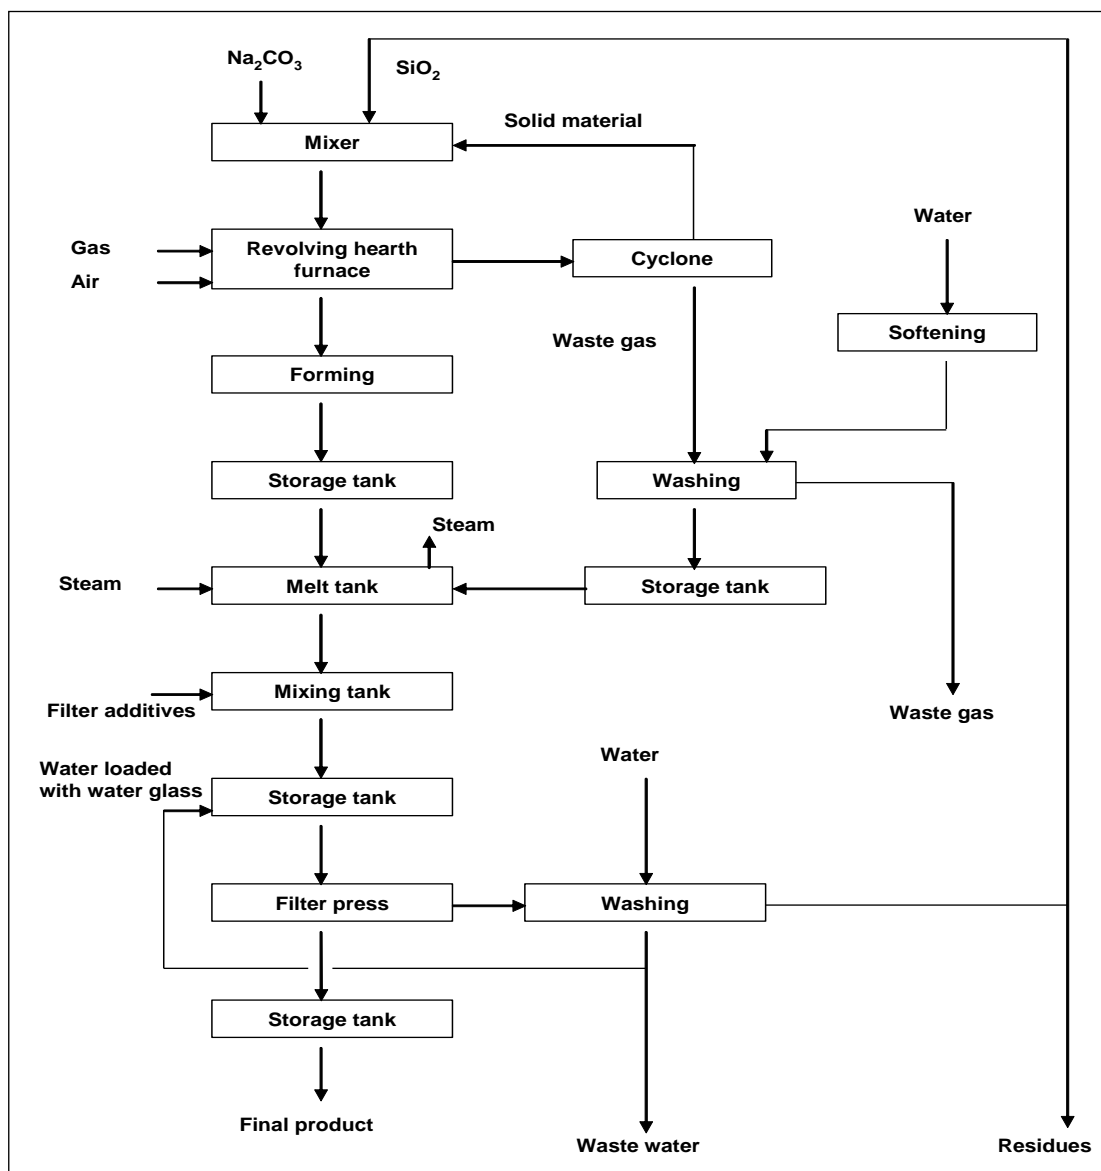 Na₂CO₃
SiO₂
Solid material
Mixer
Water
Gas
Revolving hearth
furnace
Cyclone
Air
Softening
Waste gas
Forming
Storage tank
Washing
Steam
Steam
Melt tank
Storage tank
Mixing tank
Filter additives
Waste gas
Water
Water loaded
with water glass
Storage tank
Filter press
Washing
Storage tank
Final product
Waste water
Residues